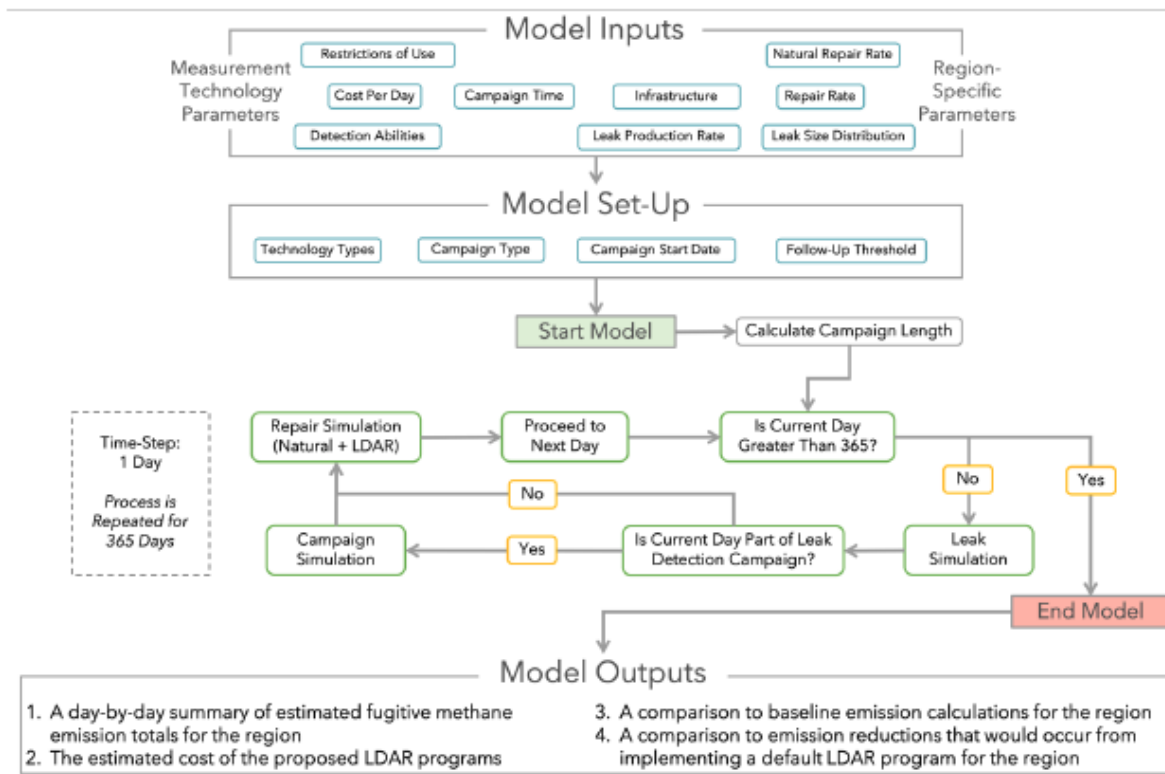 Model Inputs
Measurement
Technology
Parameters
Restrictions of Use
Natural Repair Rate
Region-
Specific
Parameters
Cost Per Day
Campaign Time
Infrastructure
Repair Rate
Detection Abilities
Leak Production Rate
Leak Size Distribution
Model Set-Up
Technology Types
Campaign Type
Campaign Start Date
Follow-Up Threshold
Start Model
Calculate Campaign Length
Time-Step:
1 Day
Process is
Repeated for
365 Days
Repair Simulation
(Natural + LDAR)
Proceed to
Next Day
Is Current Day
Greater Than 365?
No
No
Yes
Campaign
Simulation
Yes
Is Current Day Part of Leak
Detection Campaign?
Leak
Simulation
End Model
Model Outputs
1. A day-by-day summary of estimated fugitive methane
emission totals for the region
2. The estimated cost of the proposed LDAR programs
3. A comparison to baseline emission calculations for the region
4. A comparison to emission reductions that would occur from
implementing a default LDAR program for the region